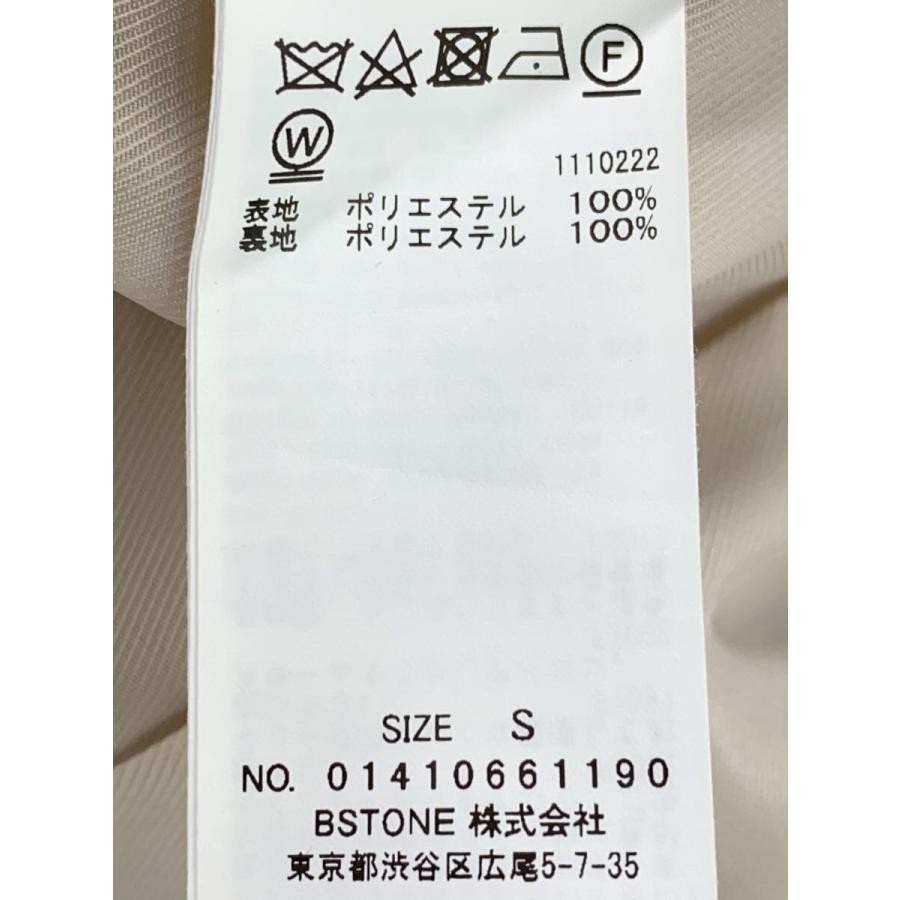 F
W
1110222
表地 ポリエステル 100%
裏地 ポリエステル 100%
SIZE S
NO. 01410661190
BSTONE 株式会社
東京都渋谷区広尾5-7-35